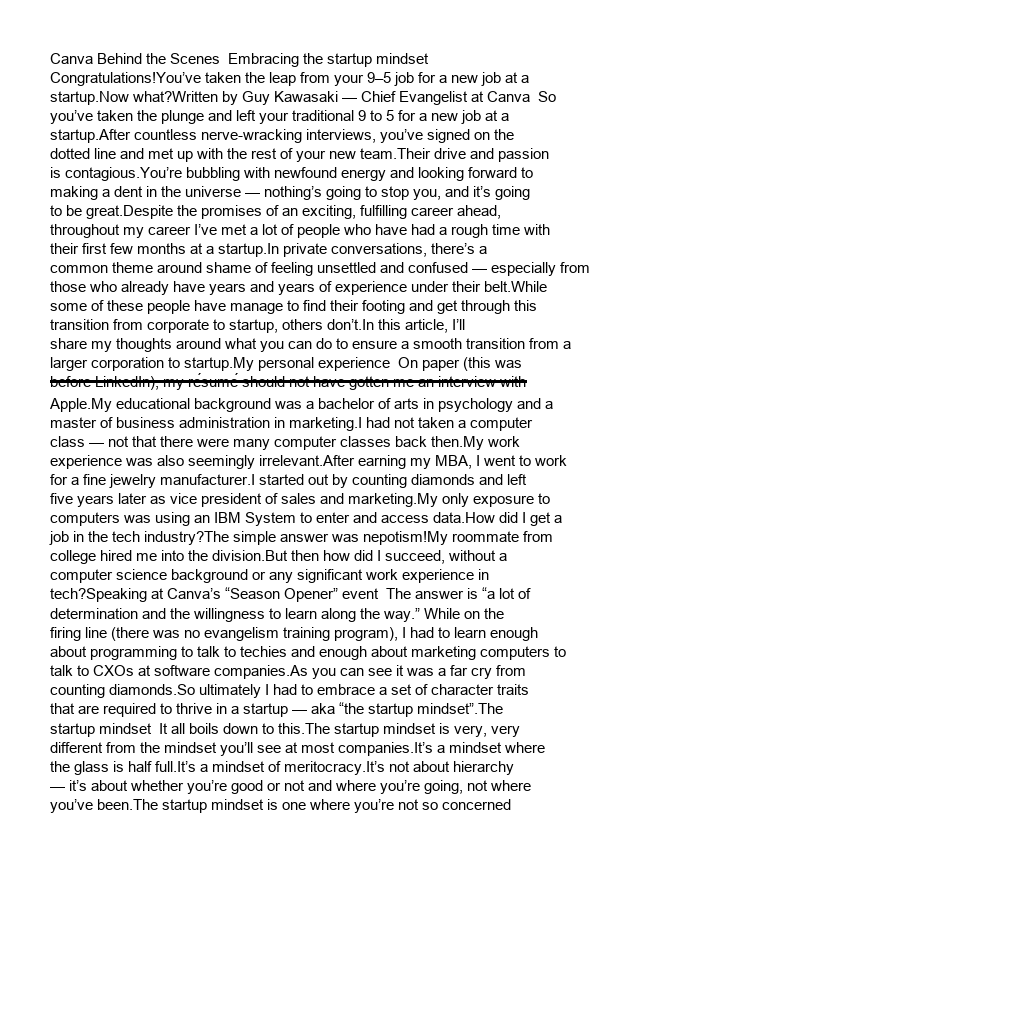 Canva Behind the Scenes  Embracing the startup mindset
Congratulations!You’ve taken the leap from your 9–5 job for a new job at a
startup.Now what?Written by Guy Kawasaki — Chief Evangelist at Canva  So
you’ve taken the plunge and left your traditional 9 to 5 for a new job at a
startup.After countless nerve-wracking interviews, you’ve signed on the
dotted line and met up with the rest of your new team.Their drive and passion
is contagious.You’re bubbling with newfound energy and looking forward to
making a dent in the universe — nothing’s going to stop you, and it’s going
to be great.Despite the promises of an exciting, fulfilling career ahead,
throughout my career I’ve met a lot of people who have had a rough time with
their first few months at a startup.In private conversations, there’s a
common theme around shame of feeling unsettled and confused — especially from
those who already have years and years of experience under their belt.While
some of these people have manage to find their footing and get through this
transition from corporate to startup, others don’t.In this article, I’ll
share my thoughts around what you can do to ensure a smooth transition from a
larger corporation to startup.My personal experience  On paper (this was
before LinkedIn), my résumé should not have gotten me an interview with
Apple.My educational background was a bachelor of arts in psychology and a
master of business administration in marketing.I had not taken a computer
class — not that there were many computer classes back then.My work
experience was also seemingly irrelevant.After earning my MBA, I went to work
for a fine jewelry manufacturer.I started out by counting diamonds and left
five years later as vice president of sales and marketing.My only exposure to
computers was using an IBM System to enter and access data.How did I get a
job in the tech industry?The simple answer was nepotism!My roommate from
college hired me into the division.But then how did I succeed, without a
computer science background or any significant work experience in
tech?Speaking at Canva’s “Season Opener” event  The answer is “a lot of
determination and the willingness to learn along the way.” While on the
firing line (there was no evangelism training program), I had to learn enough
about programming to talk to techies and enough about marketing computers to
talk to CXOs at software companies.As you can see it was a far cry from
counting diamonds.So ultimately I had to embrace a set of character traits
that are required to thrive in a startup — aka “the startup mindset”.The
startup mindset  It all boils down to this.The startup mindset is very, very
different from the mindset you’ll see at most companies.It’s a mindset where
the glass is half full.It’s a mindset of meritocracy.It’s not about hierarchy
— it’s about whether you’re good or not and where you’re going, not where
you’ve been.The startup mindset is one where you’re not so concerned